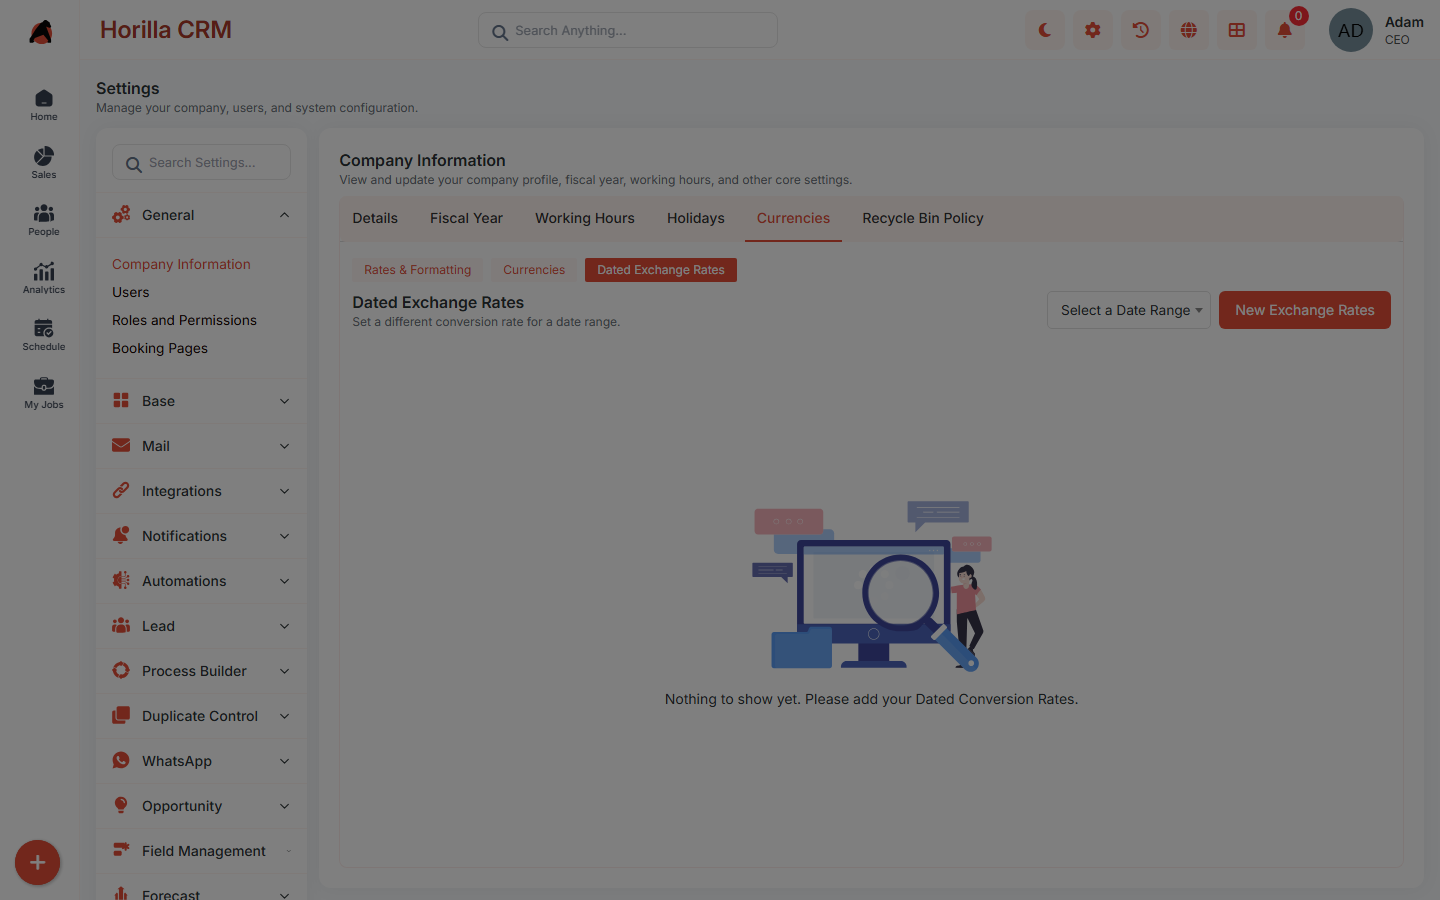 Horilla CRM
Search Anything...
0
AD
Adam
CEO
Home
Sales
People
Analytics
Schedule
My Jobs
Settings
Manage your company, users, and system configuration.
Search Settings...
General
Company Information
Users
Roles and Permissions
Booking Pages
Base
Mail
Integrations
Notifications
Automations
Lead
Process Builder
Duplicate Control
WhatsApp
Opportunity
Field Management
Forecast
Company Information
View and update your company profile, fiscal year, working hours, and other core settings.
Details Fiscal Year Working Hours Holidays Currencies Recycle Bin Policy
Rates & Formatting Currencies Dated Exchange Rates
Dated Exchange Rates
Set a different conversion rate for a date range.
Select a Date Range
New Exchange Rates
Nothing to show yet. Please add your Dated Conversion Rates.